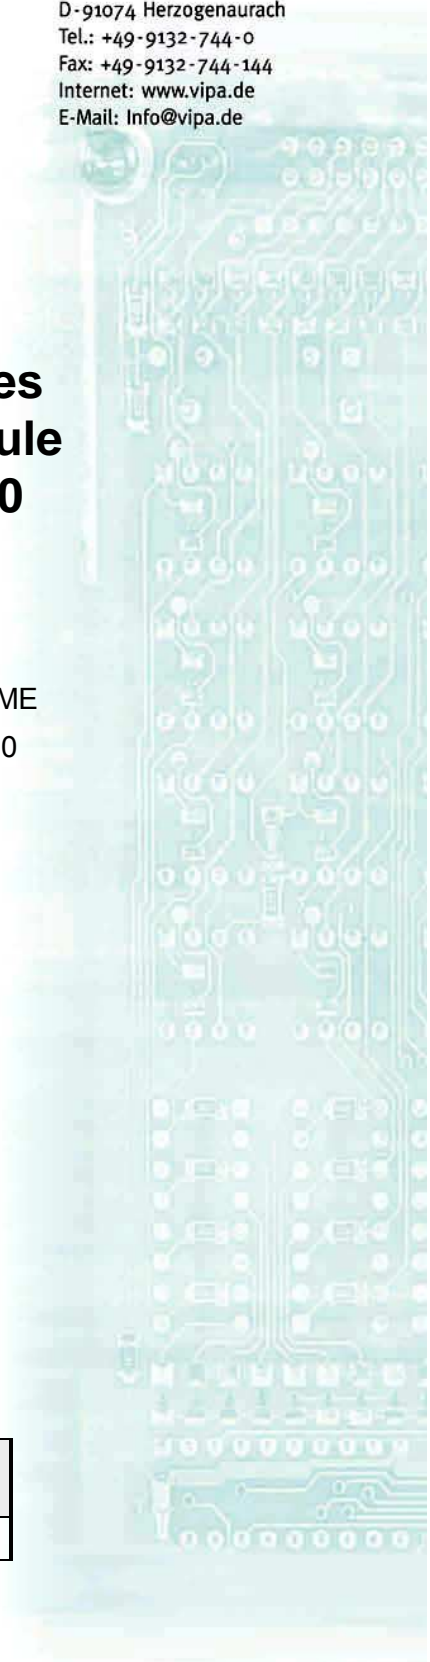 D-91074 Herzogenaurach
Tel.: +49-9132-744-0
Fax: +49-9132-744-144
Internet: www.vipa.de
E-Mail: Info@vipa.de
es
ule
0
ME
0